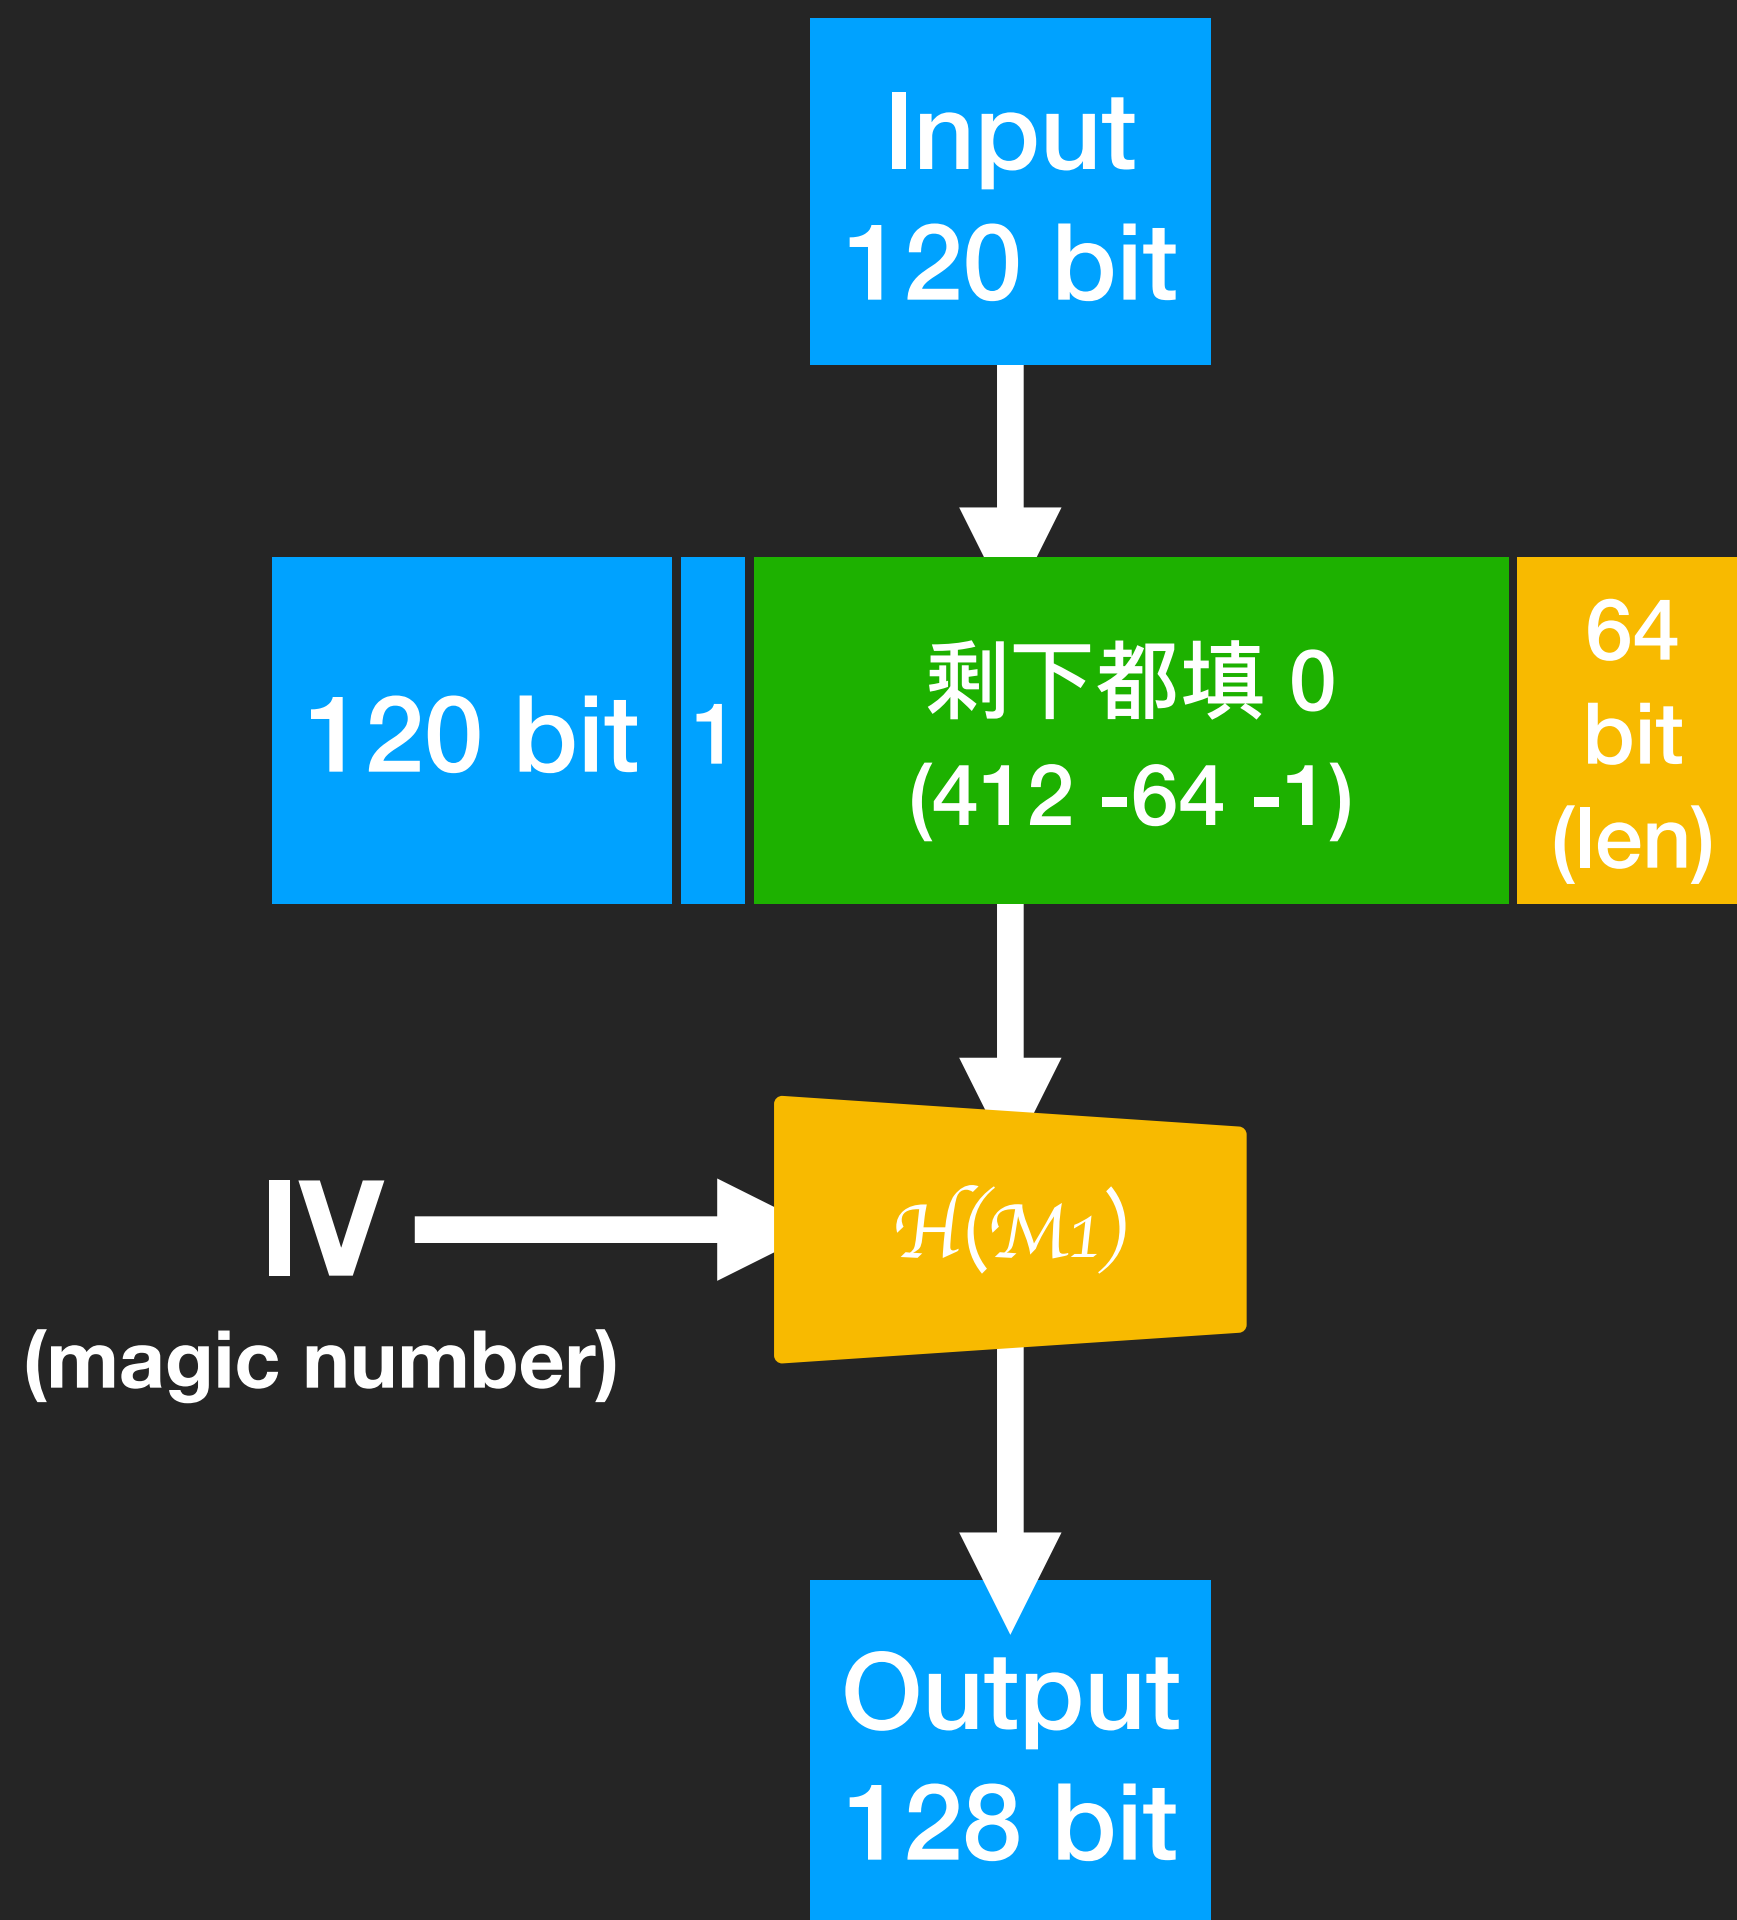 Input
120 bit
120 bit
1
剩下都填 0
(412 -64 -1)
64
bit
(len)
IV
(magic number)
H(M1)
Output
128 bit